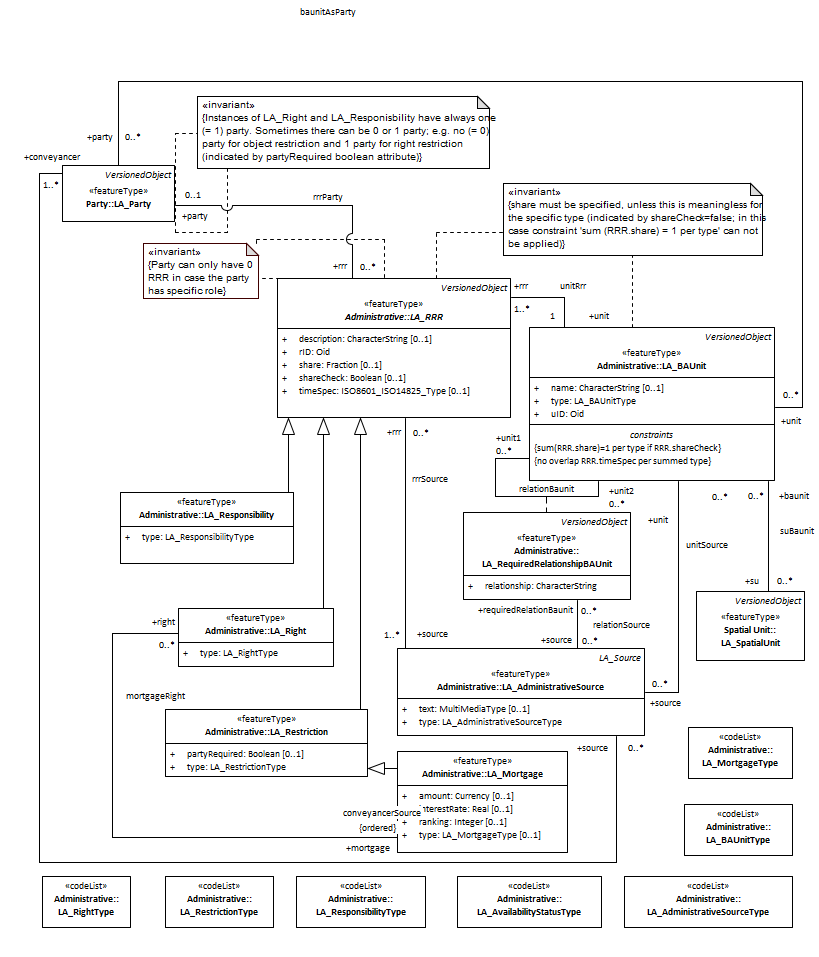 baunitAsParty
«invariant»
{Instances of LA_Right and LA_Responisbility have always one
(= 1) party. Sometimes there can be 0 or 1 party; e.g. no (= 0)
party for object restriction and 1 party for right restriction
(indicated by partyRequired boolean attribute)}
+party
0..*
+conveyancer
1..*
VersionedObject
«featureType»
Party::LA_Party
0..1
+party
rrrParty
«invariant»
{share must be specified, unless this is meaningless for
the specific type (indicated by shareCheck=false; in this
case constraint 'sum (RRR.share) = 1 per type' can not
be applied)}
«invariant»
{Party can only have 0
RRR in case the party
has specific role}
+rrr
0..*
VersionedObject
«featureType»
Administrative::LA_RRR
+ description: CharacterString [0..1]
+ rID: Oid
+ share: Fraction [0..1]
+ shareCheck: Boolean [0..1]
+ timeSpec: ISO8601_ISO14825_Type [0..1]
+rrr
unitRrr
1..*
1
+unit
VersionedObject
«featureType»
Administrative::LA_BAUnit
+ name: CharacterString [0..1]
+ type: LA_BAUnitType
+ uID: Oid
constraints
{sum(RRR.share)=1 per type if RRR.shareCheck}
{no overlap RRR.timeSpec per summed type}
0..*
+unit
+rrr
0..*
+unit1
0..*
rrrSource
relationBaunit
+unit2
0..*
0..*
0..*
+baunit
+unit
unitSource
suBaunit
«featureType»
Administrative::LA_Responsibility
+ type: LA_ResponsibilityType
VersionedObject
«featureType»
Administrative::
LA_RequiredRelationshipBAUnit
+ relationship: CharacterString
+su
0..*
VersionedObject
«featureType»
Spatial Unit::
LA_SpatialUnit
+requiredRelationBaunit
0..*
relationSource
+source
0..*
+right
0..*
«featureType»
Administrative::LA_Right
+ type: LA_RightType
1..*
+source
LA_Source
«featureType»
Administrative::LA_AdministrativeSource
+ text: MultiMediaType [0..1]
+ type: LA_AdministrativeSourceType
0..*
+source
mortgageRight
«featureType»
Administrative::LA_Restriction
+ partyRequired: Boolean [0..1]
+ type: LA_RestrictionType
+source
0..*
«featureType»
Administrative::LA_Mortgage
+ amount: Currency [0..1]
+ interestRate: Real [0..1]
+ ranking: Integer [0..1]
+ type: LA_MortgageType [0..1]
conveyancerSource
{ordered}
+mortgage
«codeList»
Administrative::
LA_MortgageType
«codeList»
Administrative::
LA_BAUnitType
«codeList»
Administrative::
LA_RightType
«codeList»
Administrative::
LA_RestrictionType
«codeList»
Administrative::
LA_ResponsibilityType
«codeList»
Administrative::
LA_AvailabilityStatusType
«codeList»
Administrative::
LA_AdministrativeSourceType